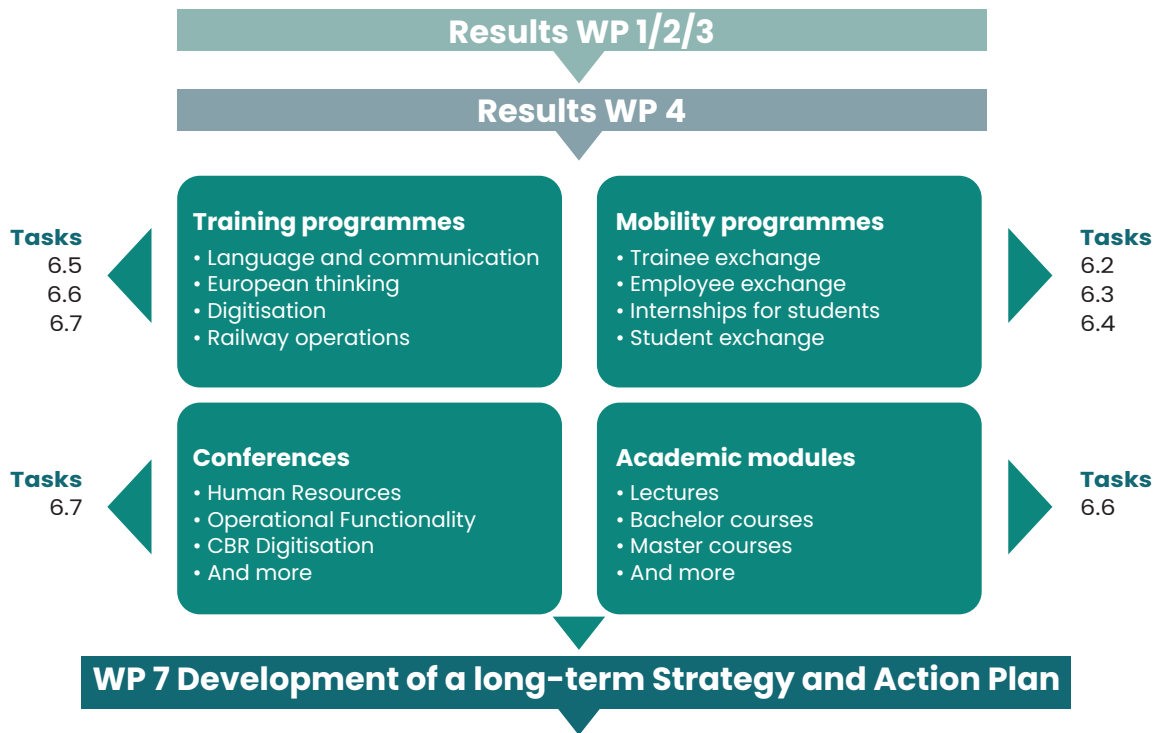 Results WP 1/2/3
Results WP 4
Tasks
6.5
6.6
6.7
Training programmes
• Language and communication
• European thinking
• Digitisation
• Railway operations
Mobility programmes
• Trainee exchange
• Employee exchange
• Internships for students
• Student exchange
Tasks
6.2
6.3
6.4
Tasks
6.7
Conferences
• Human Resources
• Operational Functionality
• CBR Digitisation
• And more
Academic modules
• Lectures
• Bachelor courses
• Master courses
• And more
Tasks
6.6
WP 7 Development of a long-term Strategy and Action Plan